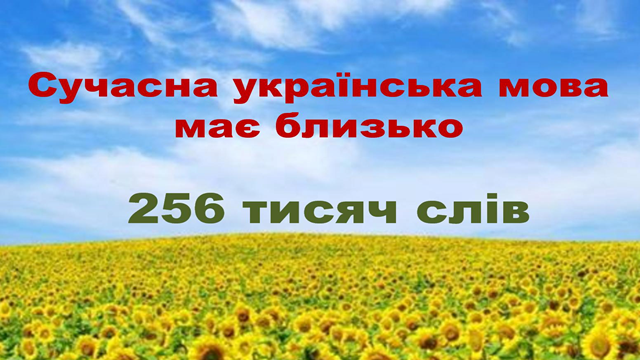 Сучасна українська мова
має близько
256 тисяч слів